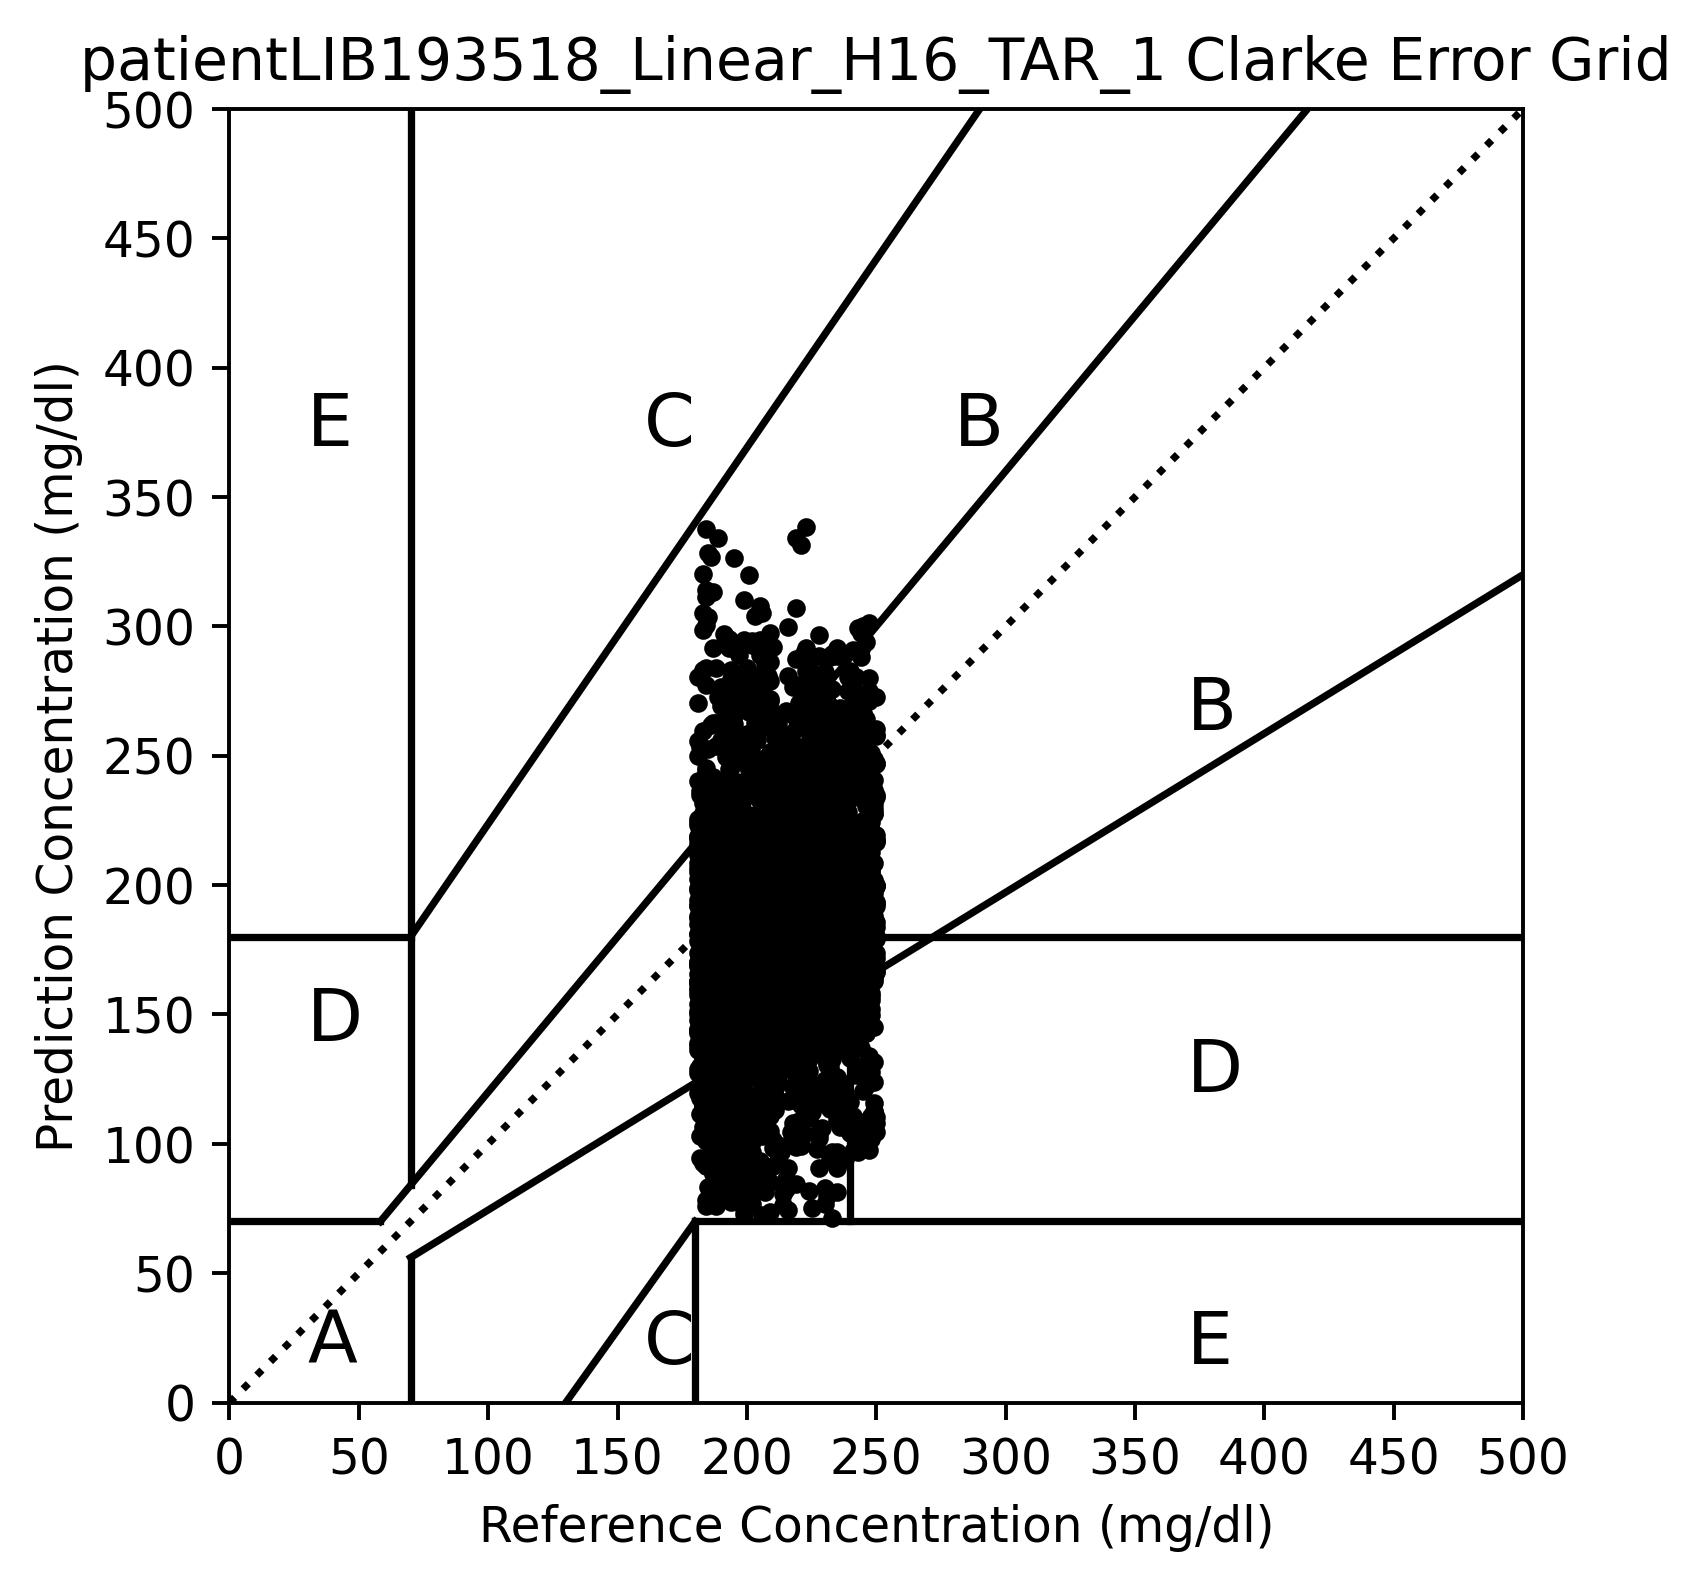 patientLIB193518_Linear_H16_TAR_1 Clarke Error Grid
500
450
400
350
300
250
200
150
100
50
0
Prediction Concentration (mg/dl)
E
C
B
B
D
D
A
C
E
0 50 100 150 200 250 300 350 400 450 500
Reference Concentration (mg/dl)